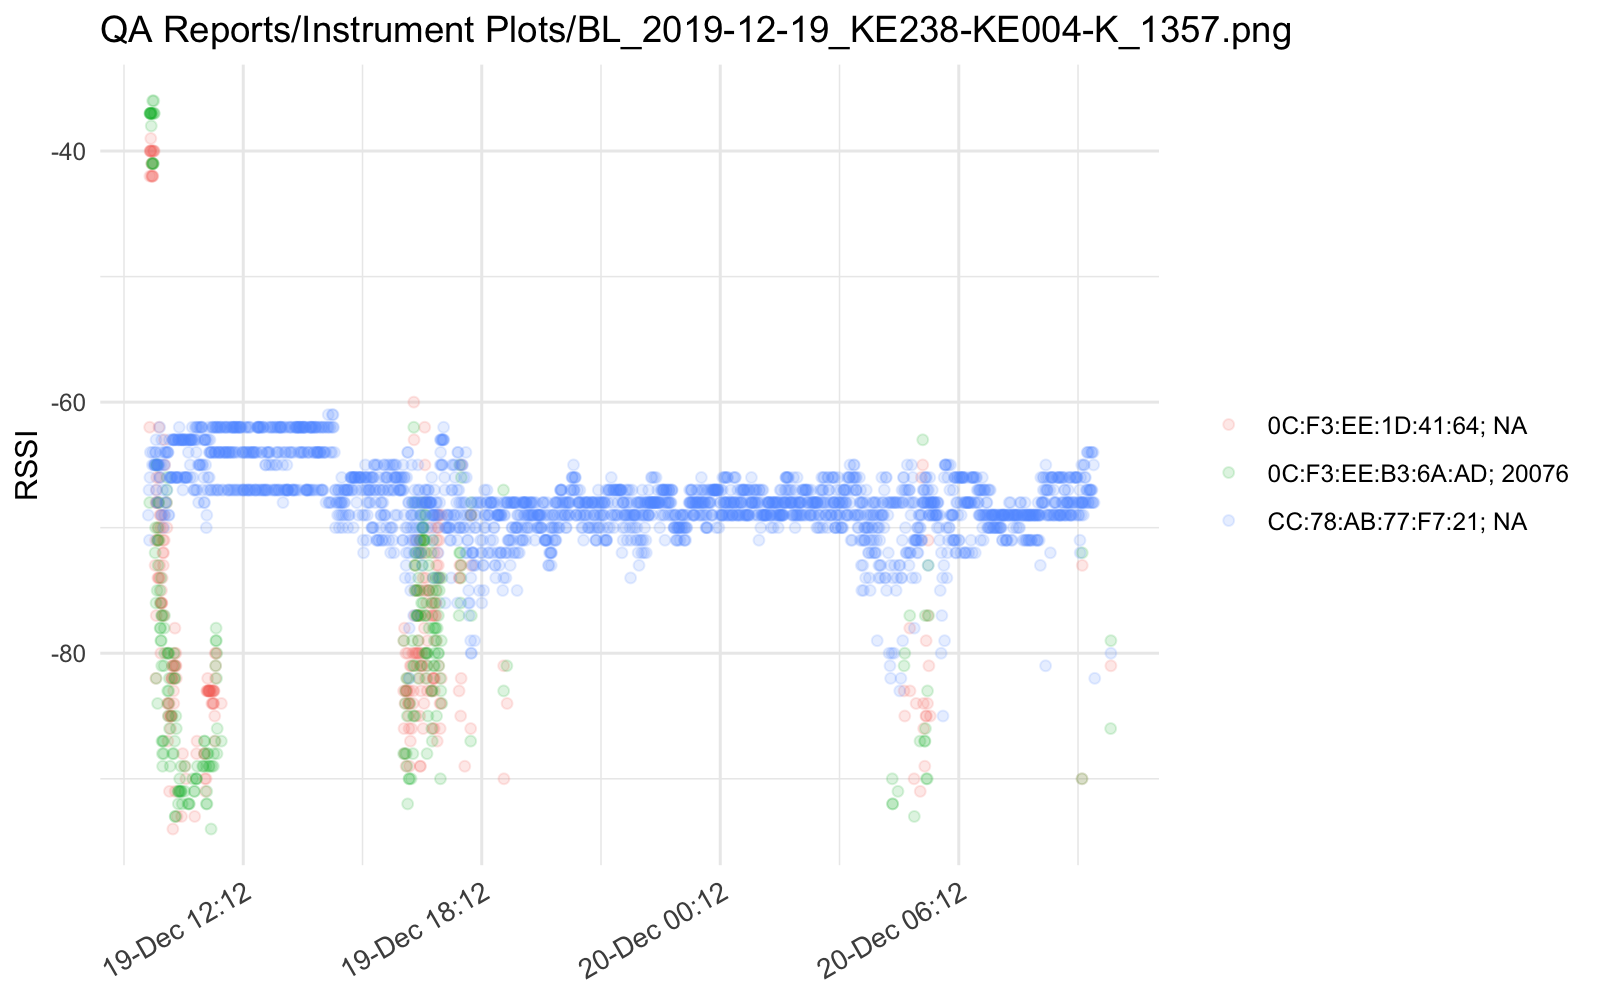 QA Reports/Instrument Plots/BL_2019-12-19_KE238-KE004-K_1357.png
-40
-60
-80
RSSI
0C:F3:EE:1D:41:64; NA
0C:F3:EE:B3:6A:AD; 20076
CC:78:AB:77:F7:21; NA
19-Dec 12:12
19-Dec 18:12
20-Dec 00:12
20-Dec 06:12